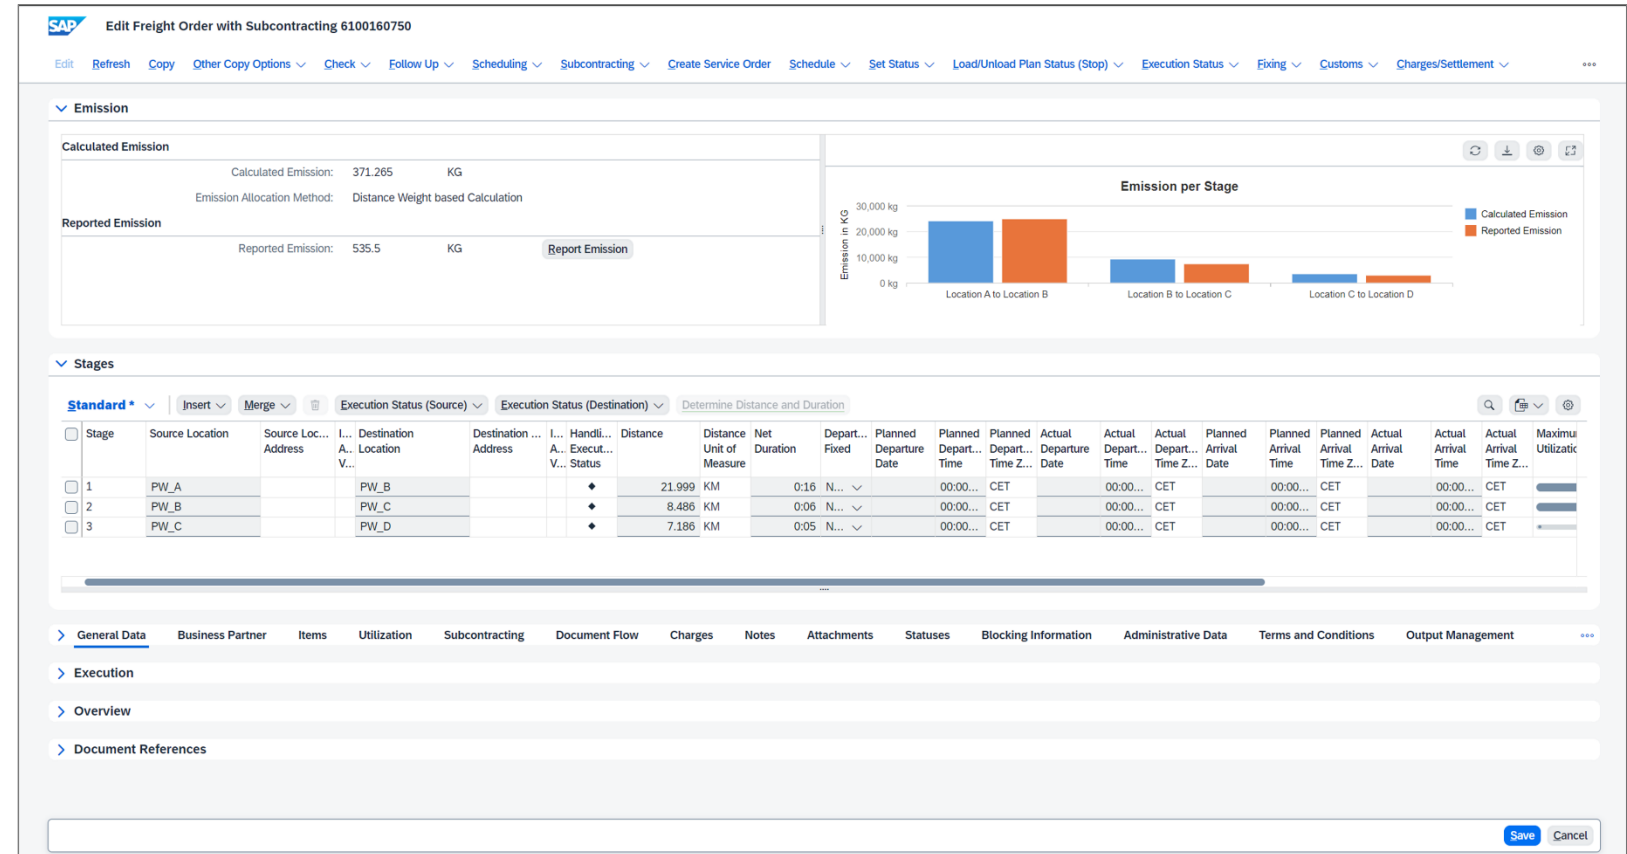 SAP Edit Freight Order with Subcontracting 6100160750
Edit Refresh Copy Other Copy Options Check Follow Up Scheduling Subcontracting Create Service Order Schedule Set Status Load/Unload Plan Status (Stop) Execution Status Fixing Customs Charges/Settlement
Emission
Calculated Emission
Calculated Emission: 371.265 KG
Emission Allocation Method: Distance Weight based Calculation
Reported Emission
Reported Emission: 535.5 KG Report Emission
Emission per Stage
Emission in KG
30,000 kg
20,000 kg
10,000 kg
0 kg
Location A to Location B Location B to Location C Location C to Location D
Calculated Emission
Reported Emission
Stages
Standard * Insert Merge Execution Status (Source) Execution Status (Destination) Determine Distance and Duration
Stage Source Location Source Loc... I... Destination Destination ... I... Handli... Distance Distance Net Depart... Planned Planned Planned Actual Actual Actual Planned Planned Planned Actual Actual Actual Maximu
Address A... Location Address A... Execut... Unit of Duration Fixed Departure Depart... Depart... Departure Depart... Depart... Arrival Arrival Arrival Arrival Arrival Arrival Utilizatic
V... V... Status Measure Date Time Time Z... Date Time Time Z... Date Time Time Z... Date Time Time Z...
1 PW_A PW_B 21.999 KM 0:16 N... 00:00... CET 00:00... CET 00:00... CET 00:00... CET
2 PW_B PW_C 8.486 KM 0:06 N... 00:00... CET 00:00... CET 00:00... CET 00:00... CET
3 PW_C PW_D 7.186 KM 0:05 N... 00:00... CET 00:00... CET 00:00... CET 00:00... CET
General Data Business Partner Items Utilization Subcontracting Document Flow Charges Notes Attachments Statuses Blocking Information Administrative Data Terms and Conditions Output Management
Execution
Overview
Document References
Save Cancel